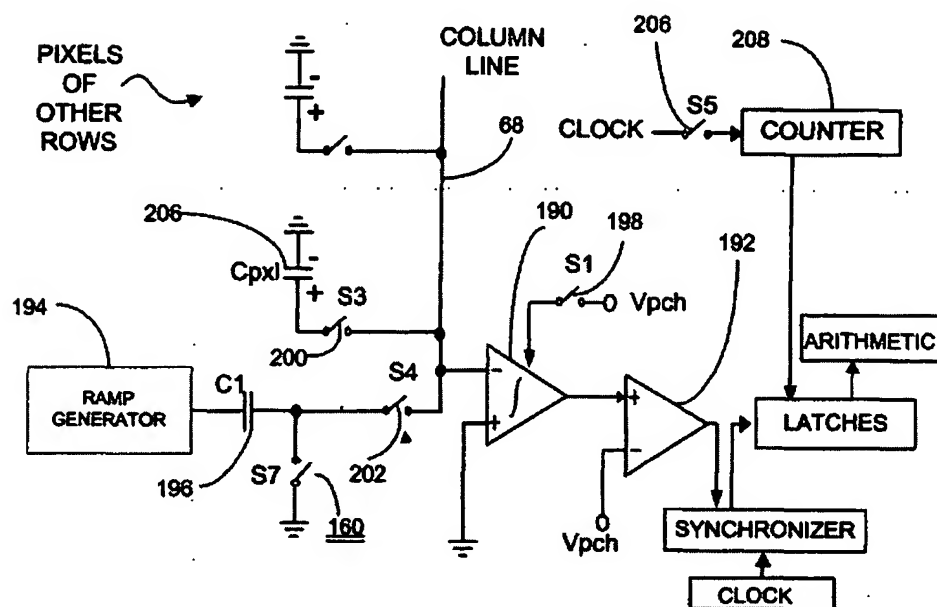 PIXELS
OF
OTHER
ROWS
COLUMN
LINE
-
+
68
206
S5
208
CLOCK
COUNTER
206
-
Cpxl
+
S3
200
190
198
S1
Vpch
192
194
RAMP
GENERATOR
C1
196
S4
202
S7
160
-
+
+
-
Vpch
ARITHMETIC
LATCHES
SYNCHRONIZER
CLOCK